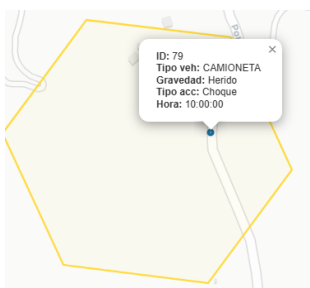 ID: 79
Tipo veh: CAMIONETA
Gravedad: Herido
Tipo acc: Choque
Hora: 10:00:00